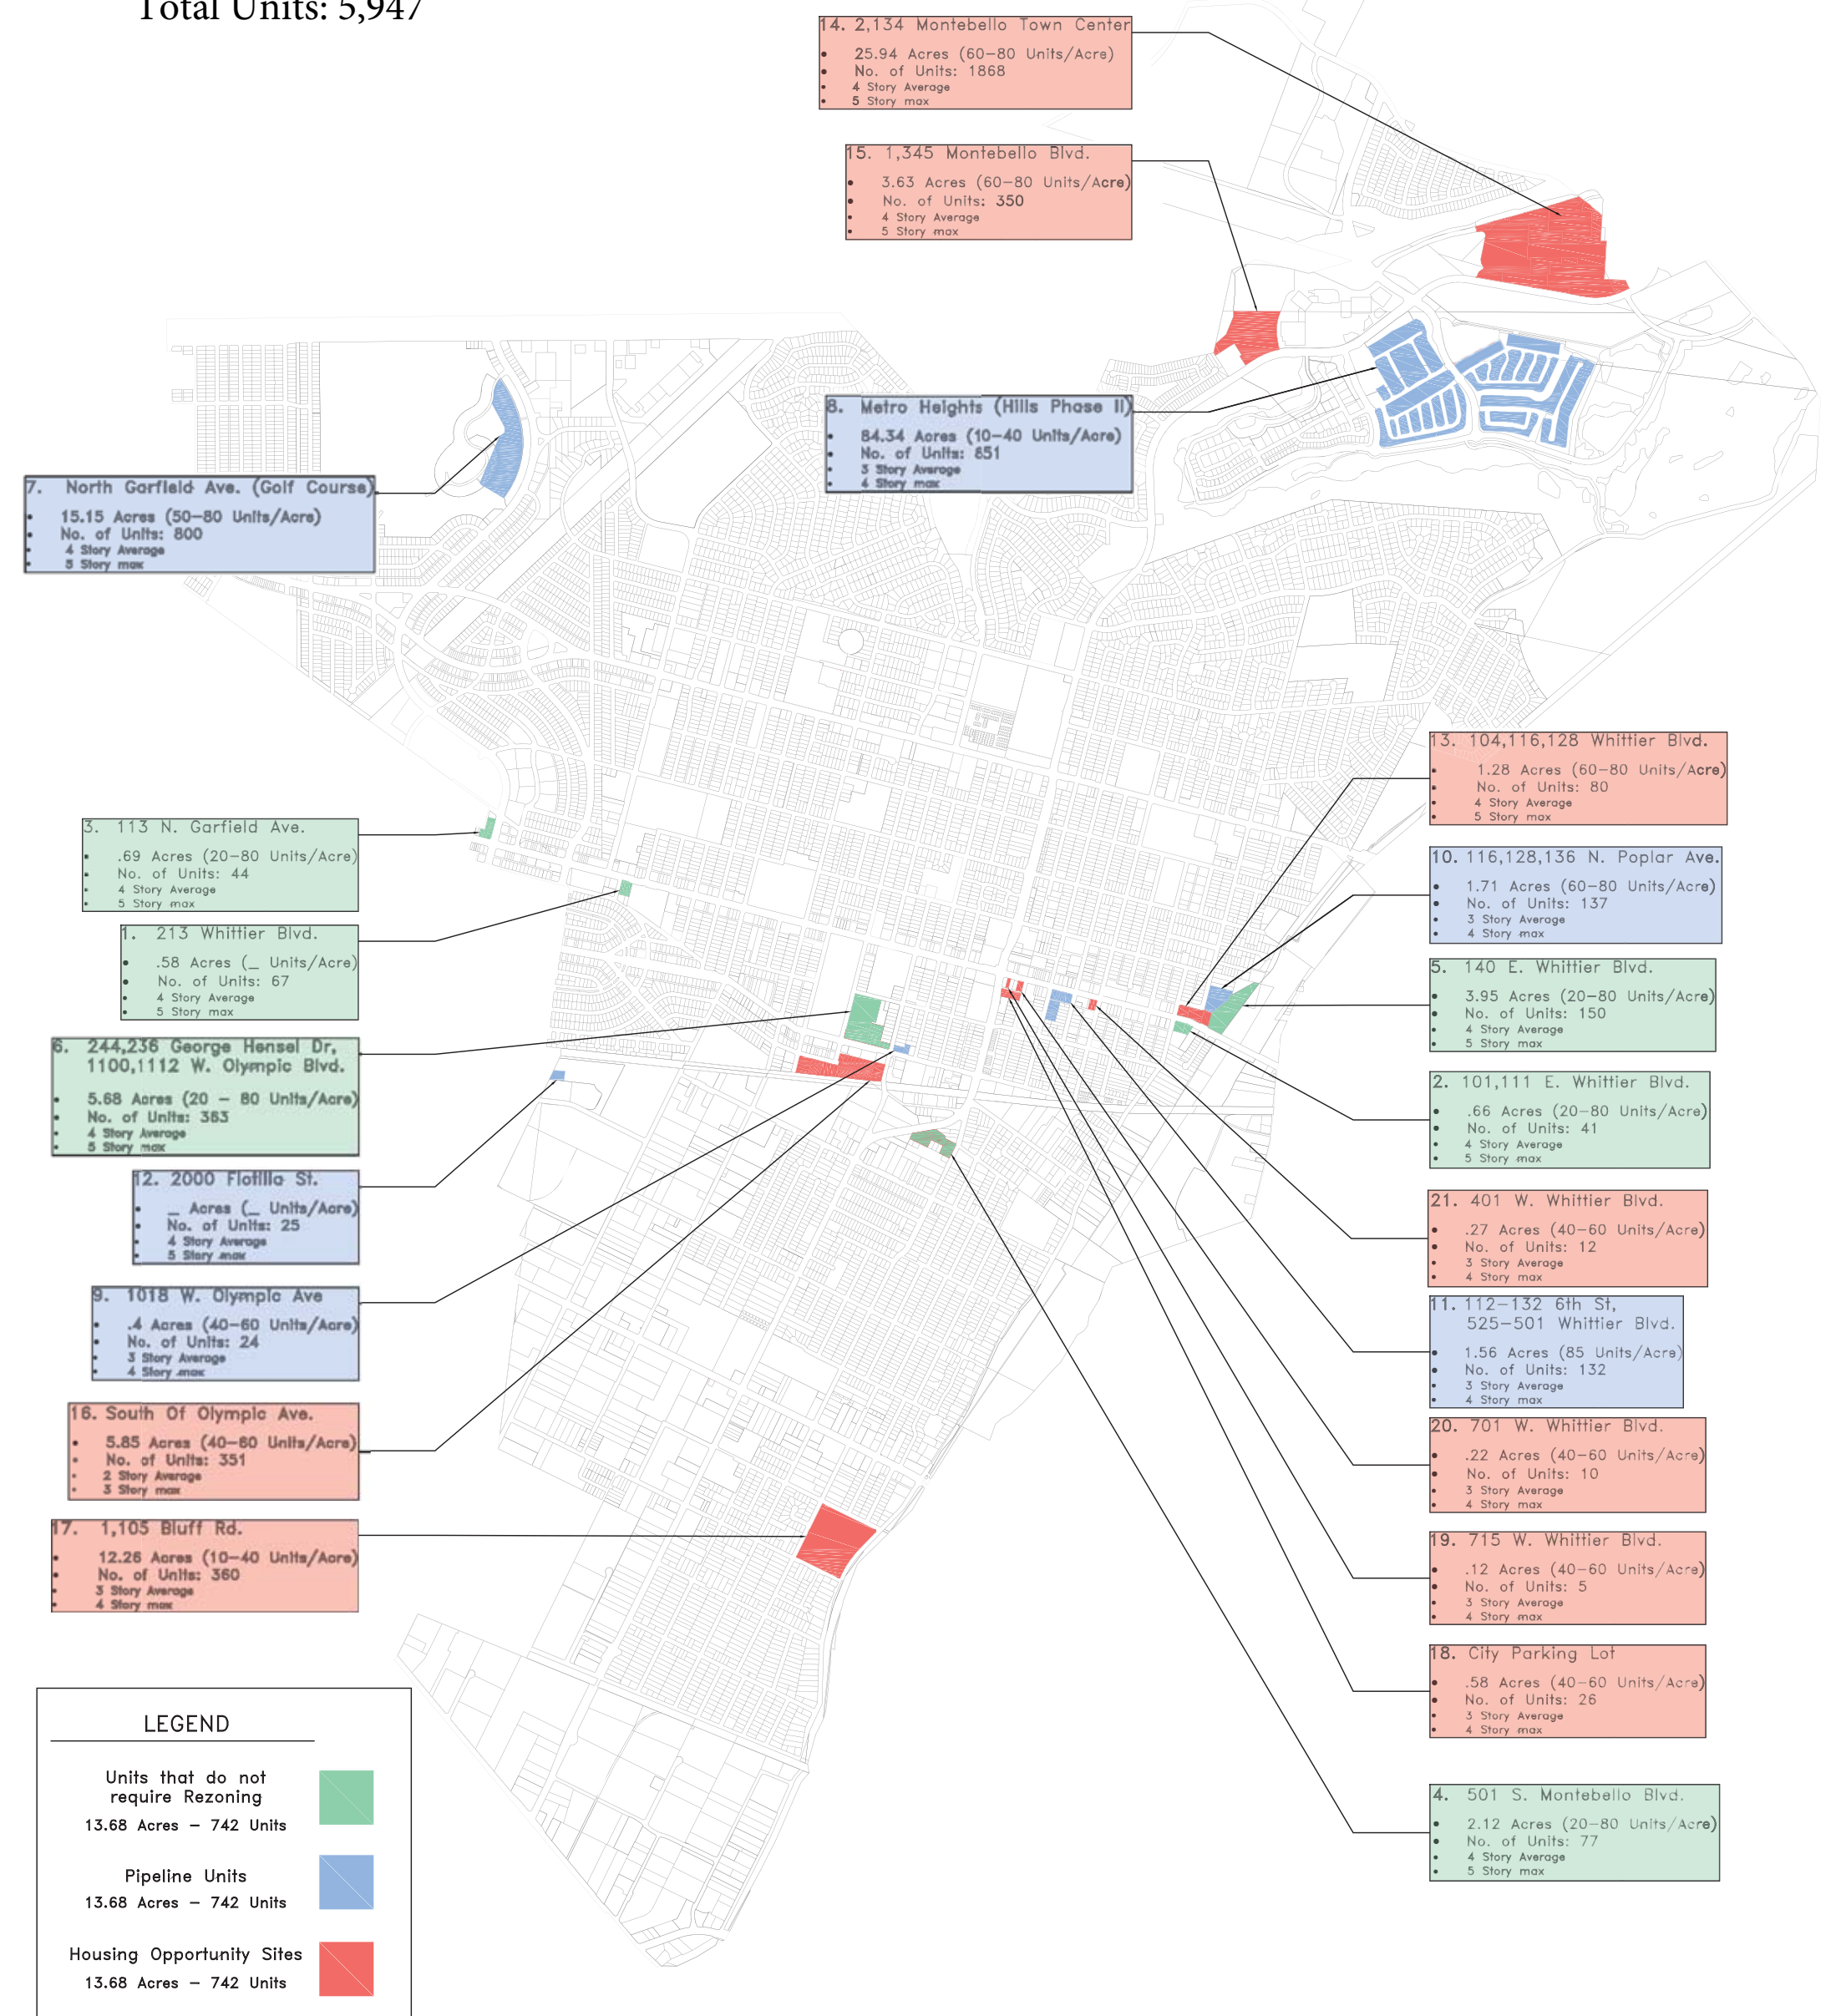 Total Units: 5,947
14. 2,134 Montebello Town Center
• 25.94 Acres (60-80 Units/Acre)
• No. of Units: 1868
• 4 Story Average
• 5 Story max
15. 1,345 Montebello Blvd.
• 3.63 Acres (60-80 Units/Acre)
• No. of Units: 350
• 4 Story Average
• 5 Story max
8. Metro Heights (Hills Phase II)
• 84.34 Acres (10-40 Units/Acre)
• No. of Units: 851
• 3 Story Average
• 4 Story max
7. North Garfield Ave. (Golf Course)
• 15.15 Acres (50-80 Units/Acre)
• No. of Units: 800
• 4 Story Average
• 5 Story max
3. 113 N. Garfield Ave.
• .69 Acres (20-80 Units/Acre)
• No. of Units: 44
• 4 Story Average
• 5 Story max
1. 213 Whittier Blvd.
• .58 Acres (_ Units/Acre)
• No. of Units: 67
• 4 Story Average
• 5 Story max
6. 244,236 George Hensel Dr,
1100,1112 W. Olympic Blvd.
• 5.68 Acres (20 - 80 Units/Acre)
• No. of Units: 363
• 4 Story Average
• 5 Story max
12. 2000 Flotilla St.
• _ Acres (_ Units/Acre)
• No. of Units: 25
• 4 Story Average
• 5 Story max
9. 1018 W. Olympic Ave
• .4 Acres (40-60 Units/Acre)
• No. of Units: 24
• 3 Story Average
• 4 Story max
16. South Of Olympic Ave.
• 5.85 Acres (40-60 Units/Acre)
• No. of Units: 351
• 2 Story Average
• 3 Story max
17. 1,105 Bluff Rd.
• 12.26 Acres (10-40 Units/Acre)
• No. of Units: 360
• 3 Story Average
• 4 Story max
13. 104,116,128 Whittier Blvd.
• 1.28 Acres (60-80 Units/Acre)
• No. of Units: 80
• 4 Story Average
• 5 Story max
10. 116,128,136 N. Poplar Ave.
• 1.71 Acres (60-80 Units/Acre)
• No. of Units: 137
• 3 Story Average
• 4 Story max
5. 140 E. Whittier Blvd.
• 3.95 Acres (20-80 Units/Acre)
• No. of Units: 150
• 4 Story Average
• 5 Story max
2. 101,111 E. Whittier Blvd.
• .66 Acres (20-80 Units/Acre)
• No. of Units: 41
• 4 Story Average
• 5 Story max
21. 401 W. Whittier Blvd.
• .27 Acres (40-60 Units/Acre)
• No. of Units: 12
• 3 Story Average
• 4 Story max
11. 112-132 6th St,
525-501 Whittier Blvd.
• 1.56 Acres (85 Units/Acre)
• No. of Units: 132
• 3 Story Average
• 4 Story max
20. 701 W. Whittier Blvd.
• .22 Acres (40-60 Units/Acre)
• No. of Units: 10
• 3 Story Average
• 4 Story max
19. 715 W. Whittier Blvd.
• .12 Acres (40-60 Units/Acre)
• No. of Units: 5
• 3 Story Average
• 4 Story max
18. City Parking Lot
• .58 Acres (40-60 Units/Acre)
• No. of Units: 26
• 3 Story Average
• 4 Story max
4. 501 S. Montebello Blvd.
• 2.12 Acres (20-80 Units/Acre)
• No. of Units: 77
• 4 Story Average
• 5 Story max
LEGEND
Units that do not
require Rezoning
13.68 Acres - 742 Units
Pipeline Units
13.68 Acres - 742 Units
Housing Opportunity Sites
13.68 Acres - 742 Units